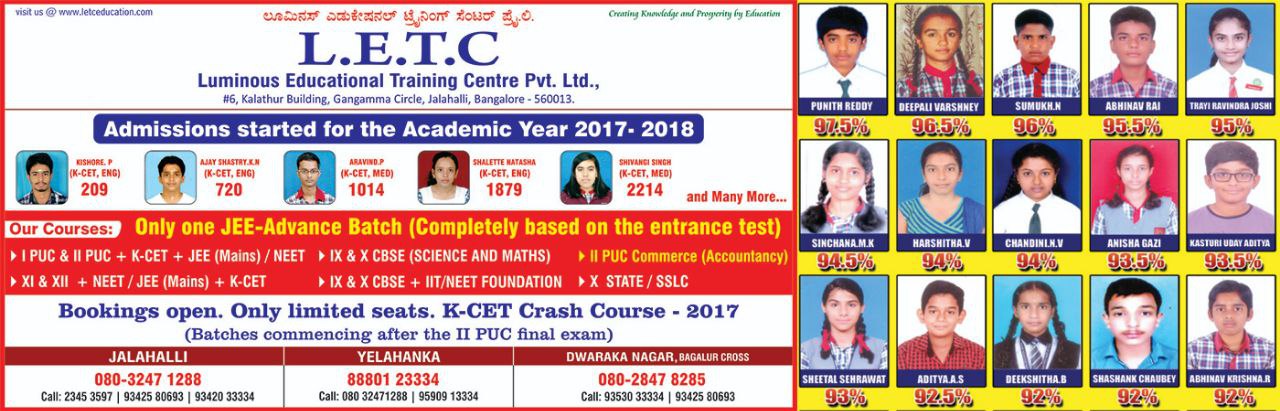 visit us @ www.letceducation.com
ಲೂಮಿನಸ್ ಎಡುಕೇಷನಲ್ ಟ್ರೈನಿಂಗ್ ಸೆಂಟರ್ ಪ್ರೈ.ಲಿ.
Creating Knowledge and Prosperity by Education
L.E.T.C
Luminous Educational Training Centre Pvt. Ltd.,
#6, Kalathur Building, Gangamma Circle, Jalahalli, Bangalore - 560013.
Admissions started for the Academic Year 2017- 2018
KISHORE. P
(K-CET, ENG)
209
AJAY SHASTRY.K.N
(K-CET, ENG)
720
ARAVIND.P
(K-CET, MED)
1014
SHALETTE NATASHA
(K-CET, ENG)
1879
SHIVANGI SINGH
(K-CET, MED)
2214
and Many More...
Our Courses: Only one JEE-Advance Batch (Completely based on the entrance test)
I PUC & II PUC + K-CET + JEE (Mains) / NEET
IX & X CBSE (SCIENCE AND MATHS)
II PUC Commerce (Accountancy)
XI & XII + NEET / JEE (Mains) + K-CET
IX & X CBSE + IIT/NEET FOUNDATION
X STATE / SSLC
Bookings open. Only limited seats. K-CET Crash Course - 2017
(Batches commencing after the II PUC final exam)
JALAHALLI
080-3247 1288
Call: 2345 3597 | 93425 80693 | 93420 33334
YELAHANKA
88801 23334
Call: 080 32471288 | 95909 13334
DWARAKA NAGAR, BAGALUR CROSS
080-2847 8285
Call: 93530 33334 | 93425 80693
PUNITH REDDY
97.5%
DEEPALI VARSHNEY
96.5%
SUMUKH.N
96%
ABHINAV RAI
95.5%
TRAYI RAVINDRA JOSHI
95%
SINCHANA.M.K
94.5%
HARSHITHA.V
94%
CHANDINI.N.V
94%
ANISHA GAZI
93.5%
KASTURI UDAY ADITYA
93.5%
SHEETAL SEHRAWAT
93%
ADITYA.A.S
92.5%
DEEKSHITHA.B
92%
SHASHANK CHAUBEY
92%
ABHINAV KRISHNA.R
92%